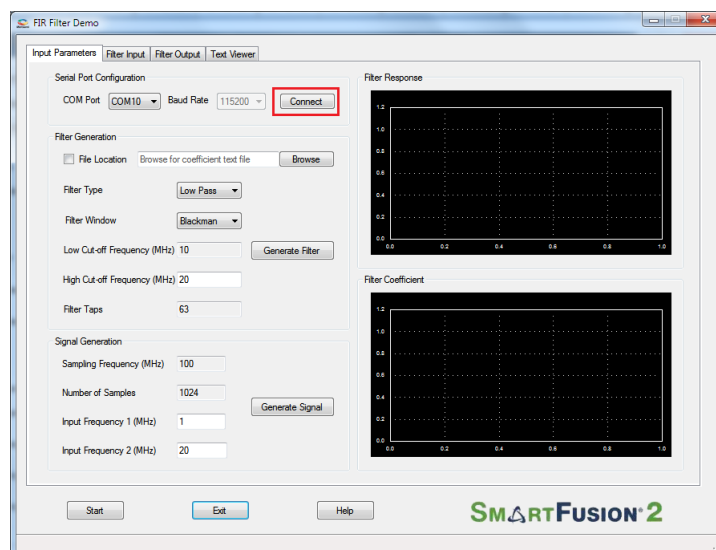 FIR Filter Demo
Input Parameters Filter Input Filter Output Text Viewer
Serial Port Configuration
COM Port COM10 Baud Rate 115200 Connect
Filter Generation
File Location Browse for coefficient text file Browse
Filter Type Low Pass
Filter Window Blackman
Low Cut-off Frequency (MHz) 10 Generate Filter
High Cut-off Frequency (MHz) 20
Filter Taps 63
Signal Generation
Sampling Frequency (MHz) 100
Number of Samples 1024
Generate Signal
Input Frequency 1 (MHz) 1
Input Frequency 2 (MHz) 20
Filter Response
1.2
1.0
0.8
0.6
0.4
0.2
0.0
0.0 0.2 0.4 0.6 0.8 1.0
Filter Coefficient
1.2
1.0
0.8
0.6
0.4
0.2
0.0
0.0 0.2 0.4 0.6 0.8 1.0
Start Exit Help
SMARTFUSION®2